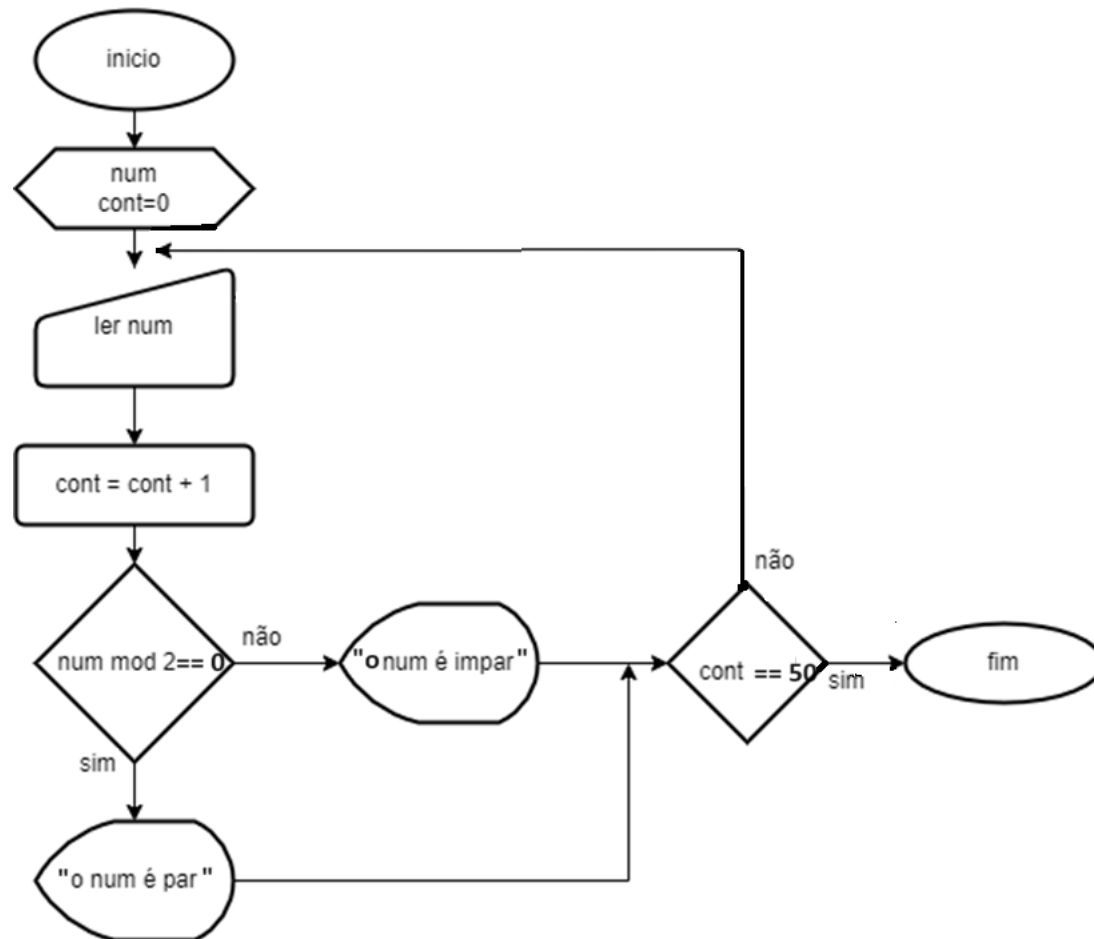 inicio
num
cont=0
ler num
cont = cont + 1
num mod 2== 0
não
"o num é impar"
sim
"o num é par"
cont == 50
não
sim
fim